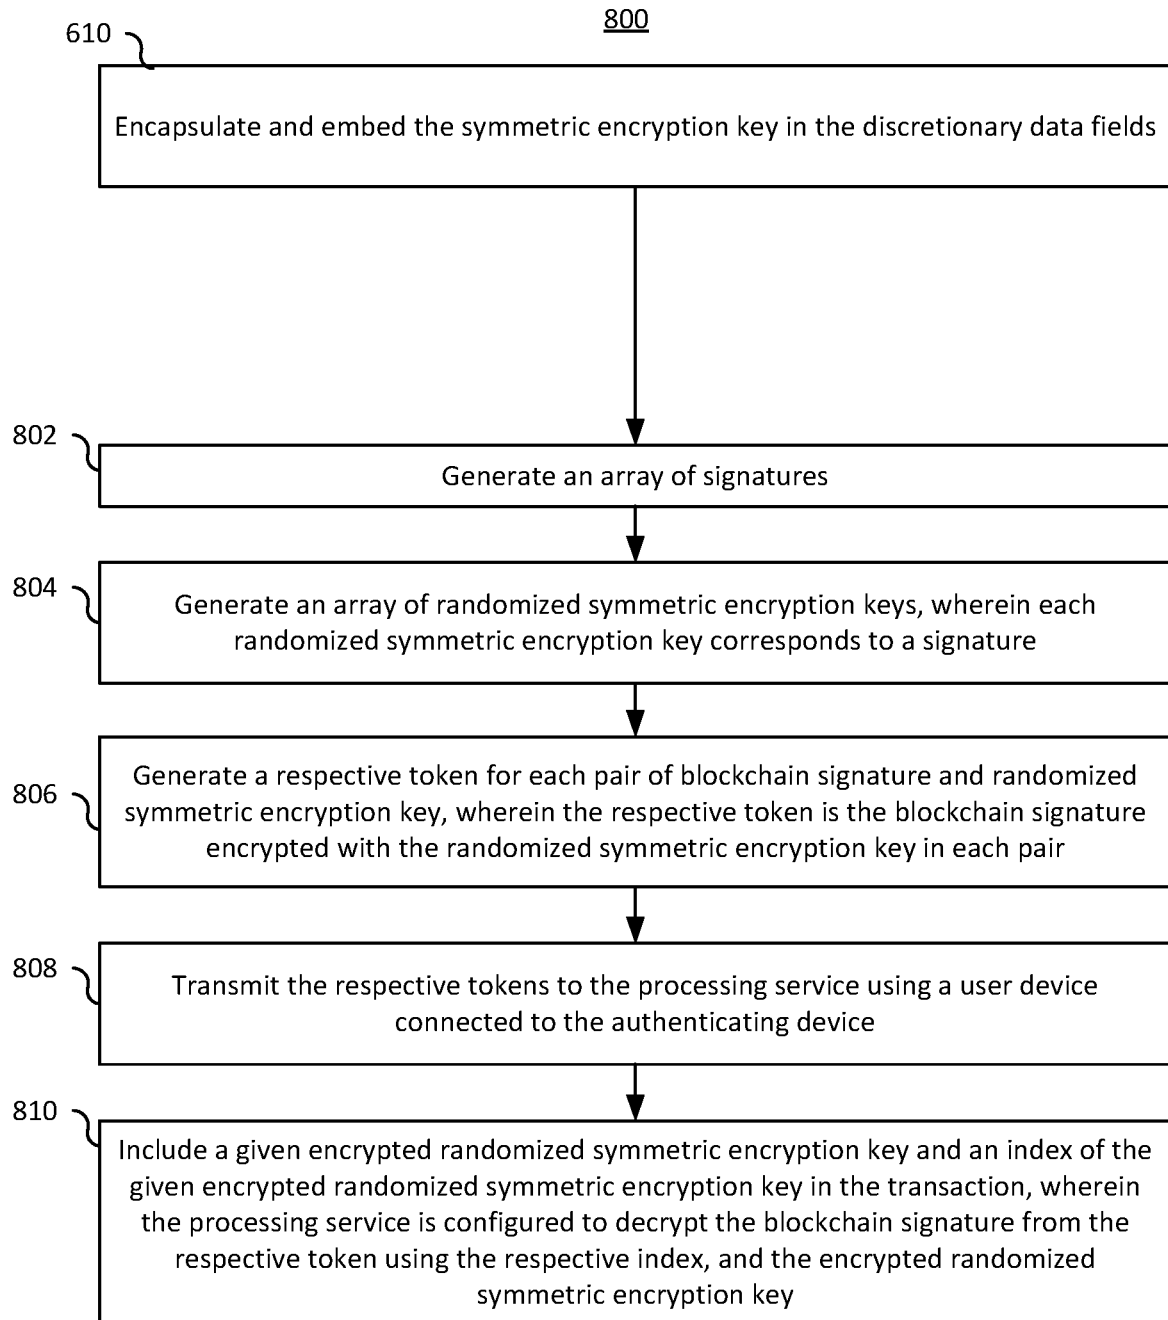 800
610
Encapsulate and embed the symmetric encryption key in the discretionary data fields
802
Generate an array of signatures
804
Generate an array of randomized symmetric encryption keys, wherein each
randomized symmetric encryption key corresponds to a signature
806
Generate a respective token for each pair of blockchain signature and randomized
symmetric encryption key, wherein the respective token is the blockchain signature
encrypted with the randomized symmetric encryption key in each pair
808
Transmit the respective tokens to the processing service using a user device
connected to the authenticating device
810
Include a given encrypted randomized symmetric encryption key and an index of the
given encrypted randomized symmetric encryption key in the transaction, wherein
the processing service is configured to decrypt the blockchain signature from the
respective token using the respective index, and the encrypted randomized
symmetric encryption key